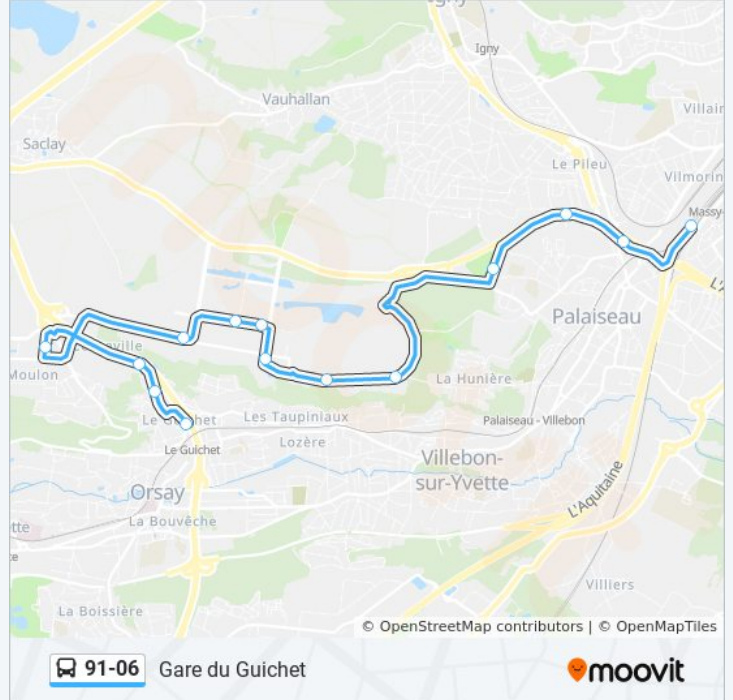 Igny
Igny
Vauhallan
Villain
Saclay
Le Pileu
Vilmorin
Massy-
L'A
Palaiseau
ville
Moulon
La Hunière
Le Guichet
Les Taupiniaux
Palaiseau - Villebon
Lozère
Le Guichet
Villebon-
sur-Yvette
L'Aquitaine
Orsay
La Bouvêche
tte
ce
Villiers
La Boissière
© OpenStreetMap contributors | © OpenMapTiles
91-06 Gare du Guichet
moovit